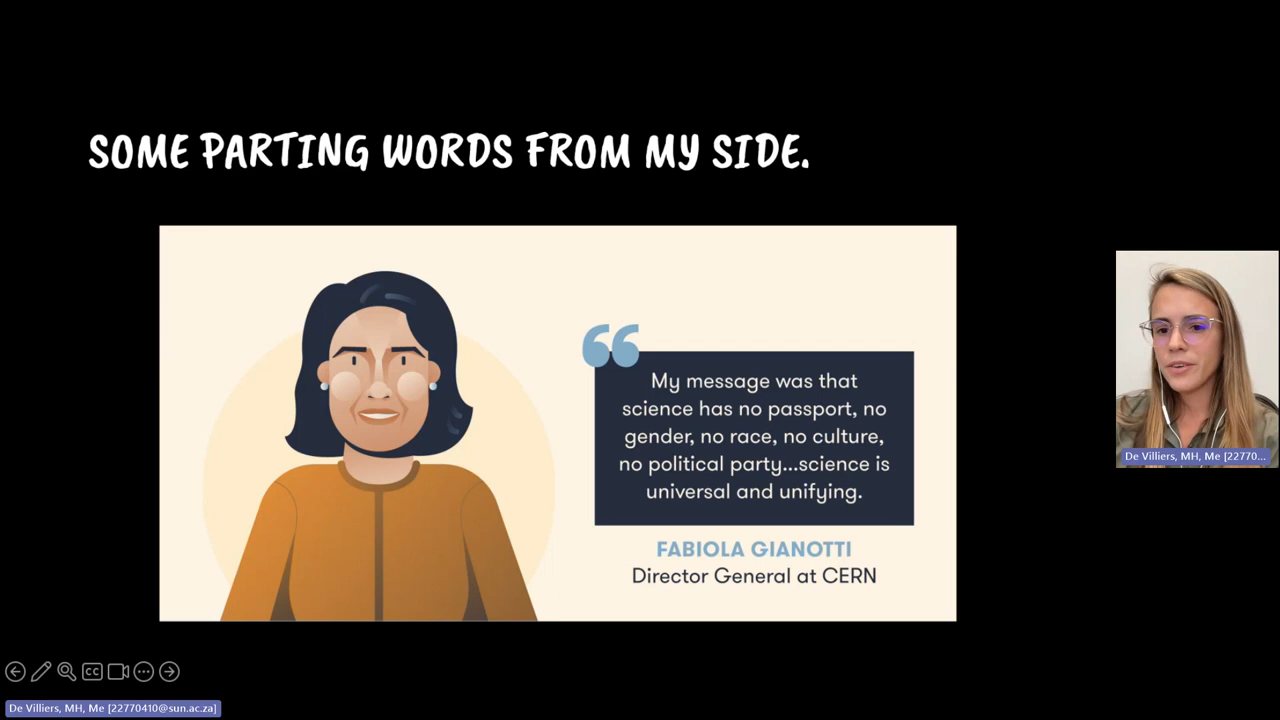 SOME PARTING WORDS FROM MY SIDE.
“
My message was that
science has no passport, no
gender, no race, no culture,
no political party...science is
universal and unifying.
FABIOLA GIANOTTI
Director General at CERN
De Villiers, MH, Me [22770...
CC
De Villiers, MH, Me [22770410@sun.ac.za]